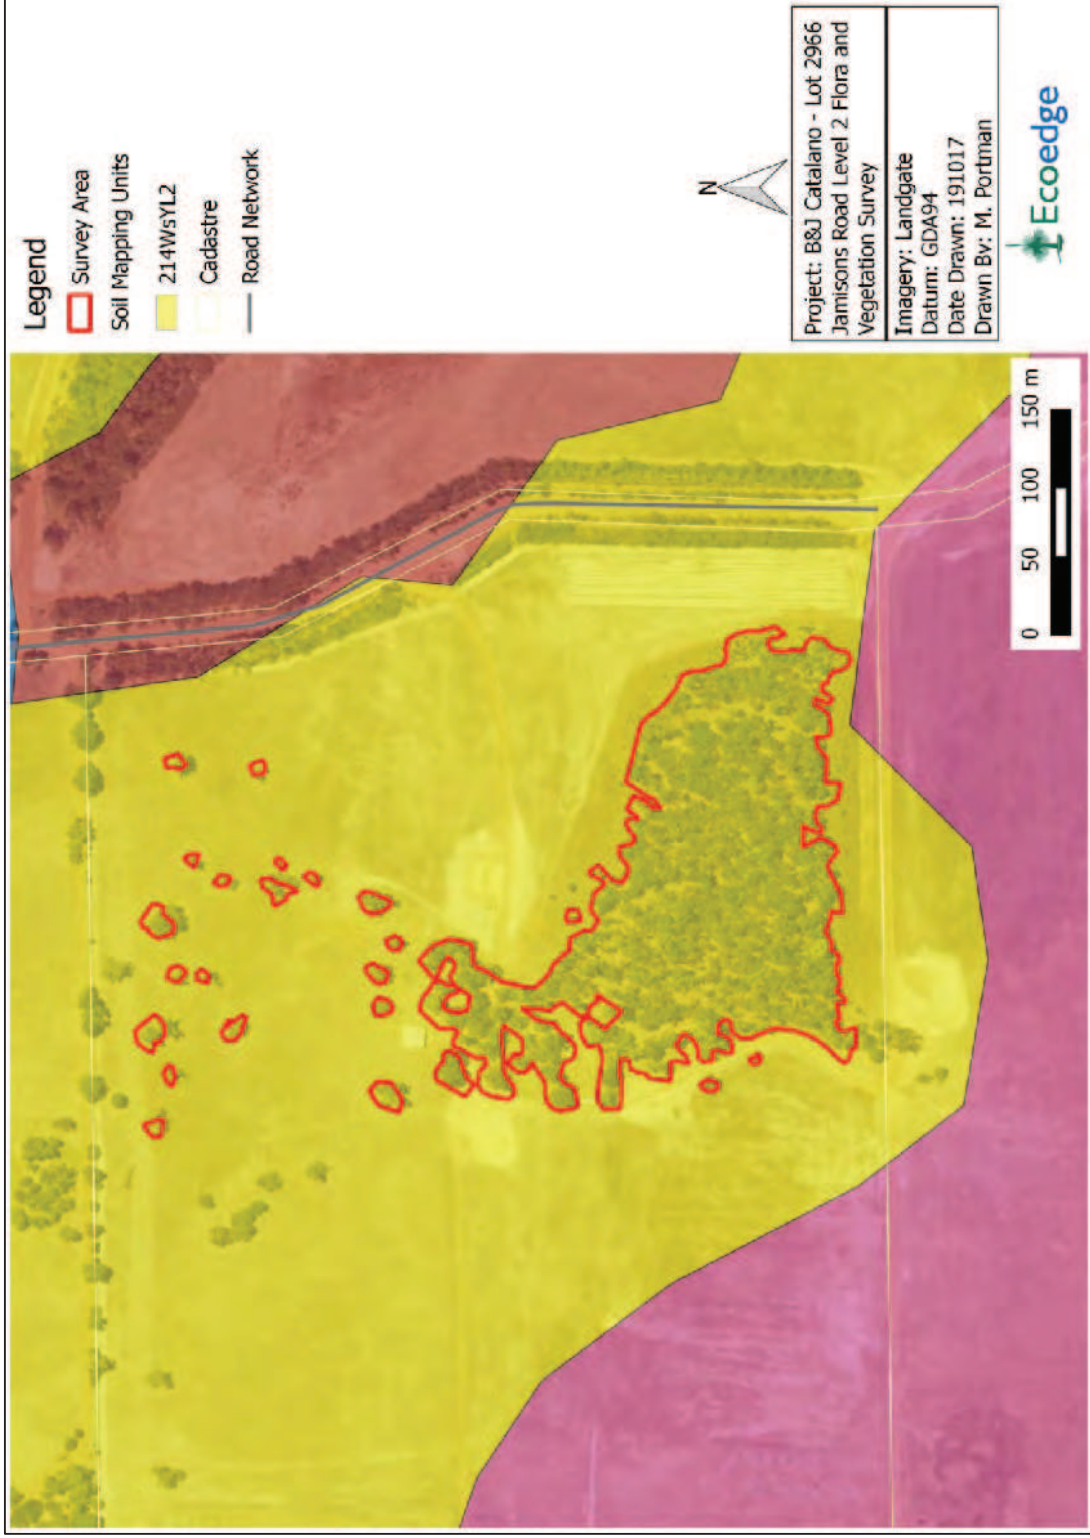 Legend
Survey Area
Soil Mapping Units
214WsYL2
Cadastre
Road Network
N
Project: B&J Catalano - Lot 2966
Jamisons Road Level 2 Flora and
Vegetation Survey
Imagery: Landgate
Datum: GDA94
Date Drawn: 191017
Drawn By: M. Portman
Ecoedge
0 50 100 150 m